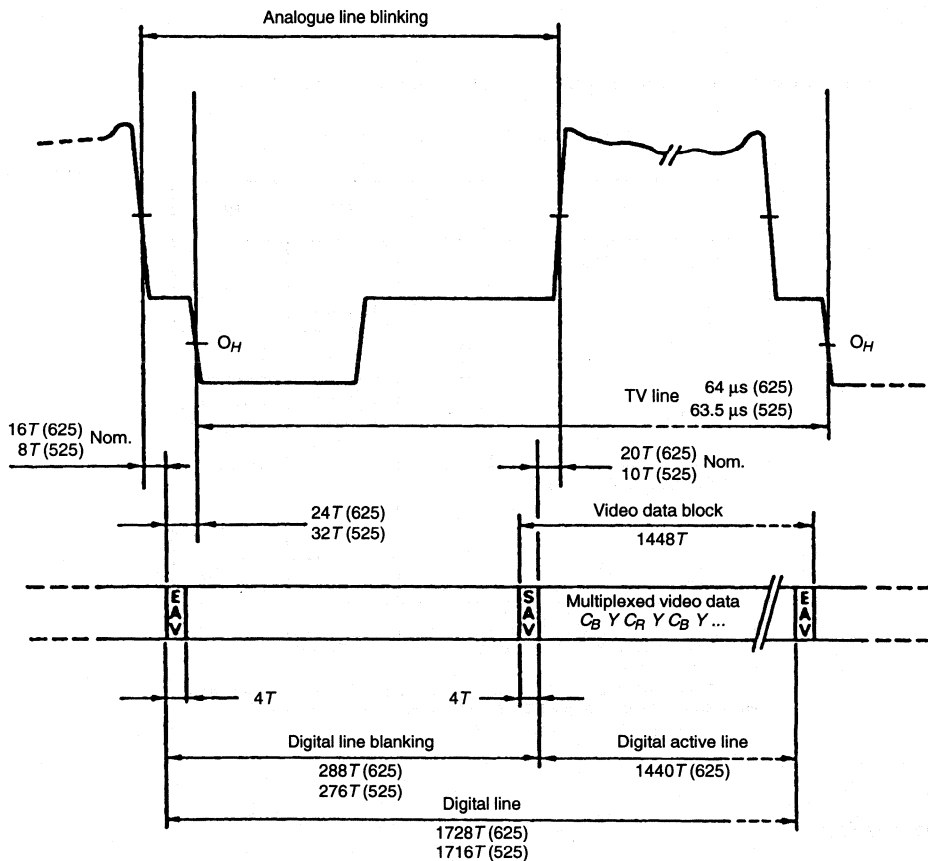 Analogue line blinking
O_H
O_H
TV line
64 µs (625)
63.5 µs (525)
16T (625)
8T (525)
Nom.
20T (625)
10T (525)
Nom.
24T (625)
32T (525)
Video data block
1448T
EAV
SAV
Multiplexed video data
C_B Y C_R Y C_B Y ...
EAV
4T
4T
Digital line blanking
288T (625)
276T (525)
Digital active line
1440T (625)
Digital line
1728T (625)
1716T (525)